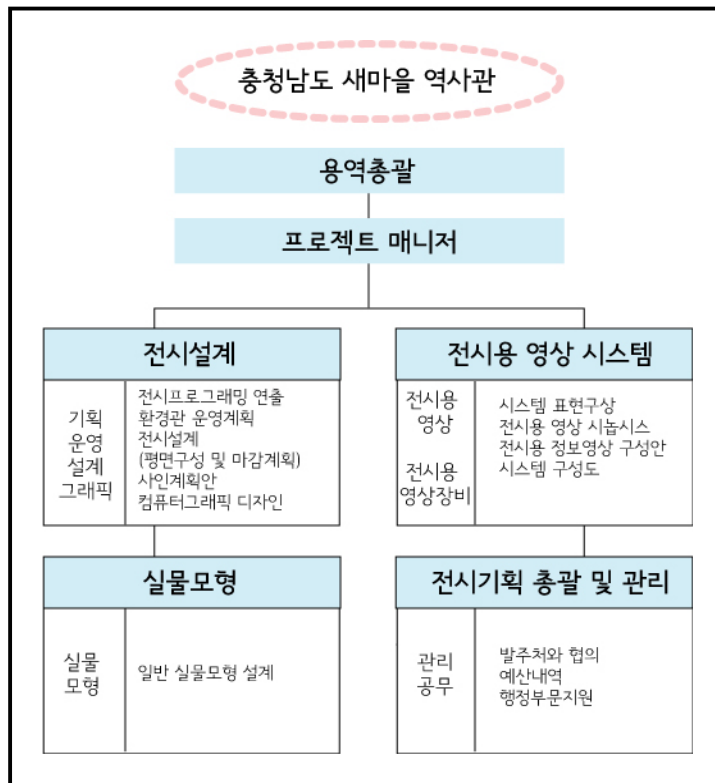 충청남도 새마을 역사관
용역총괄
프로젝트 매니저
전시설계
기획
운영
설계
그래픽
전시프로그래밍 연출
환경관 운영계획
전시설계
(평면구성 및 마감계획)
사인계획안
컴퓨터그래픽 디자인
전시용 영상 시스템
전시용
영상
전시용
영상장비
시스템 표현구상
전시용 영상 시놉시스
전시용 정보영상 구성안
시스템 구성도
실물모형
실물
모형
일반 실물모형 설계
전시기획 총괄 및 관리
관리
공무
발주처와 협의
예산내역
행정부문지원